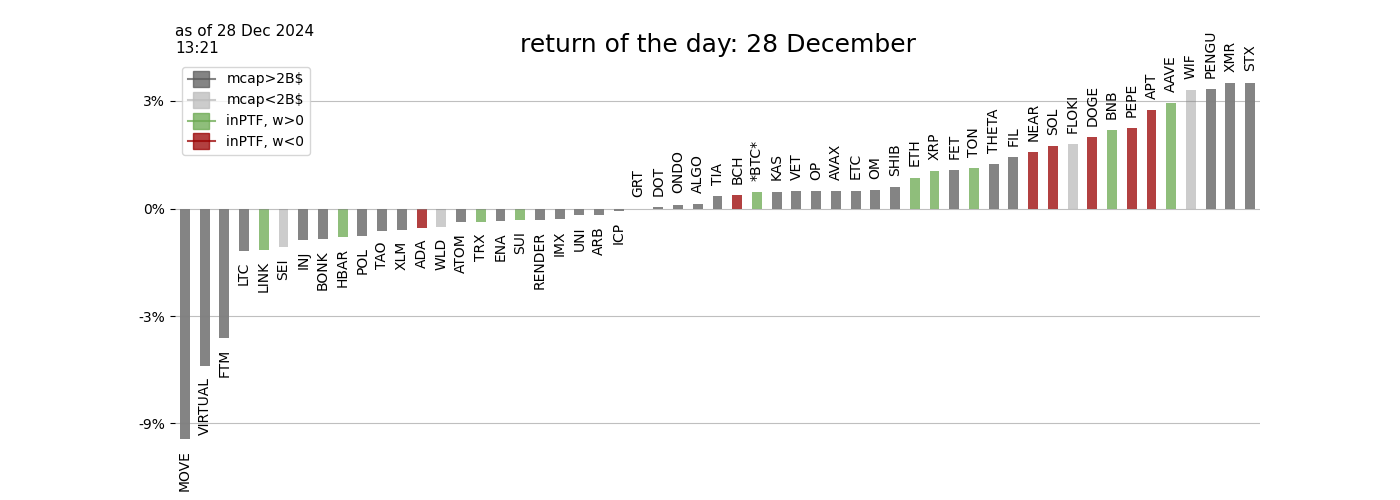 as of 28 Dec 2024
13:21
return of the day: 28 December
mcap>2B$
mcap<2B$
inPTF, w>0
inPTF, w<0
3%
0%
-3%
-9%
MOVE
VIRTUAL
FTM
LTC
LINK
SEI
INJ
BONK
HBAR
POL
TAO
XLM
ADA
WLD
ATOM
TRX
ENA
SUI
RENDER
IMX
UNI
ARB
ICP
GRT
DOT
ONDO
ALGO
TIA
BCH
*BTC*
KAS
VET
OP
AVAX
ETC
OM
SHIB
ETH
XRP
FET
TON
THETA
FIL
NEAR
SOL
FLOKI
DOGE
BNB
PEPE
APT
AAVE
WIF
PENGU
XMR
STX